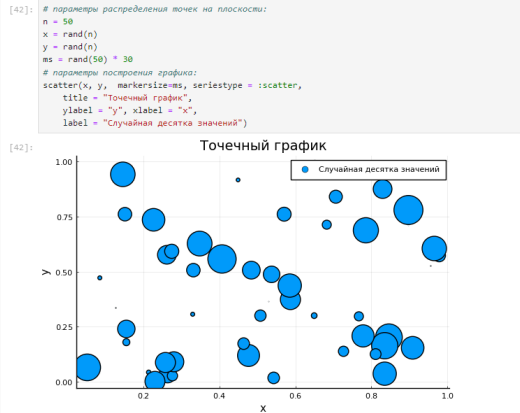 [42]: # параметры распределения точек на плоскости:
n = 50
x = rand(n)
y = rand(n)
ms = rand(50) * 30
# параметры построения графика:
scatter(x, y,  markersize=ms, seriestype = :scatter,
    title = "Точечный график",
    ylabel = "y", xlabel = "x",
    label = "Случайная десятка значений")
[42]:
Точечный график
Случайная десятка значений
1.00
0.75
0.50
0.25
0.00
y
0.2 0.4 0.6 0.8 1.0
x